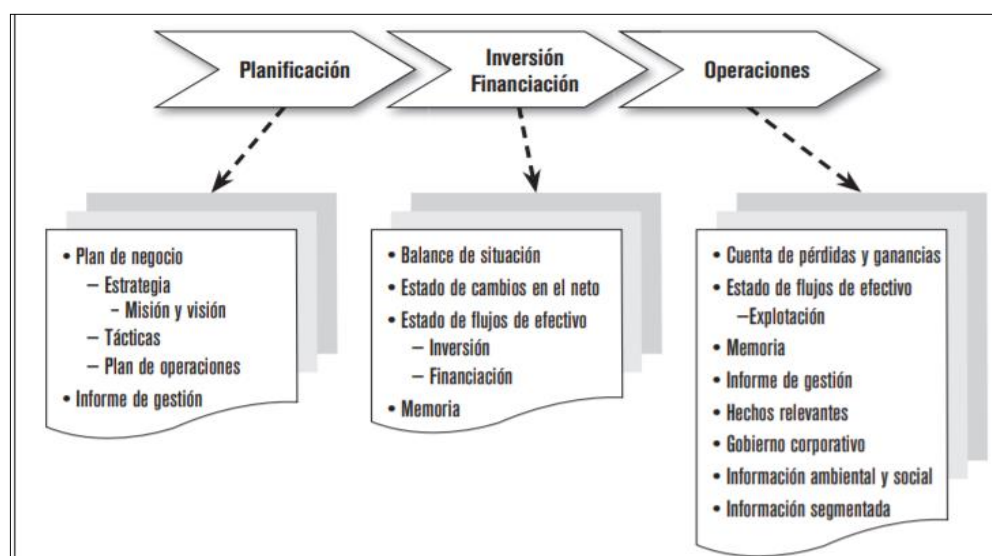 Planificación
Inversión
Financiación
Operaciones
• Plan de negocio
– Estrategia
- Misión y visión
– Tácticas
– Plan de operaciones
• Informe de gestión
• Balance de situación
• Estado de cambios en el neto
• Estado de flujos de efectivo
– Inversión
– Financiación
• Memoria
• Cuenta de pérdidas y ganancias
• Estado de flujos de efectivo
–Explotación
• Memoria
• Informe de gestión
• Hechos relevantes
• Gobierno corporativo
• Información ambiental y social
• Información segmentada